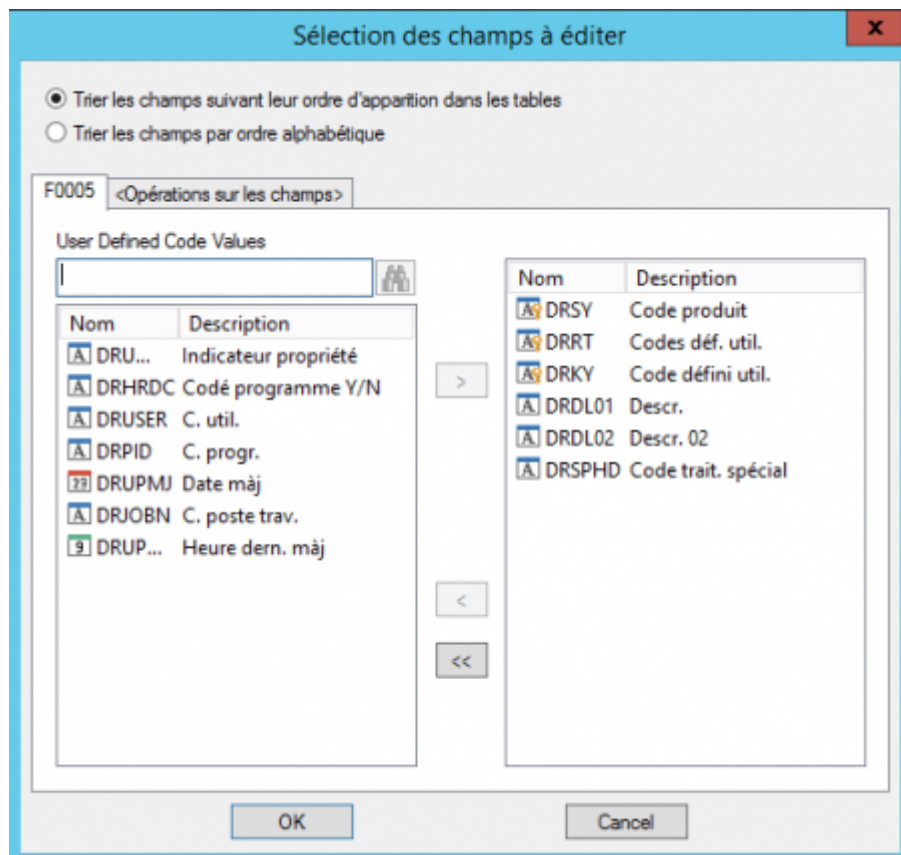 Sélection des champs à éditer
x
Trier les champs suivant leur ordre d'apparition dans les tables
Trier les champs par ordre alphabétique
F0005 <Opérations sur les champs>
User Defined Code Values
Nom Description
DRU... Indicateur propriété
DRHRDC Codé programme Y/N
DRUSER C. util.
DRPID C. progr.
DRUPMJ Date màj
DRJOBN C. poste trav.
DRUP... Heure dern. màj
>
<
<<
Nom Description
DRSY Code produit
DRRT Codes déf. util.
DRKY Code défini util.
DRDL01 Descr.
DRDL02 Descr. 02
DRSPHD Code trait. spécial
OK Cancel